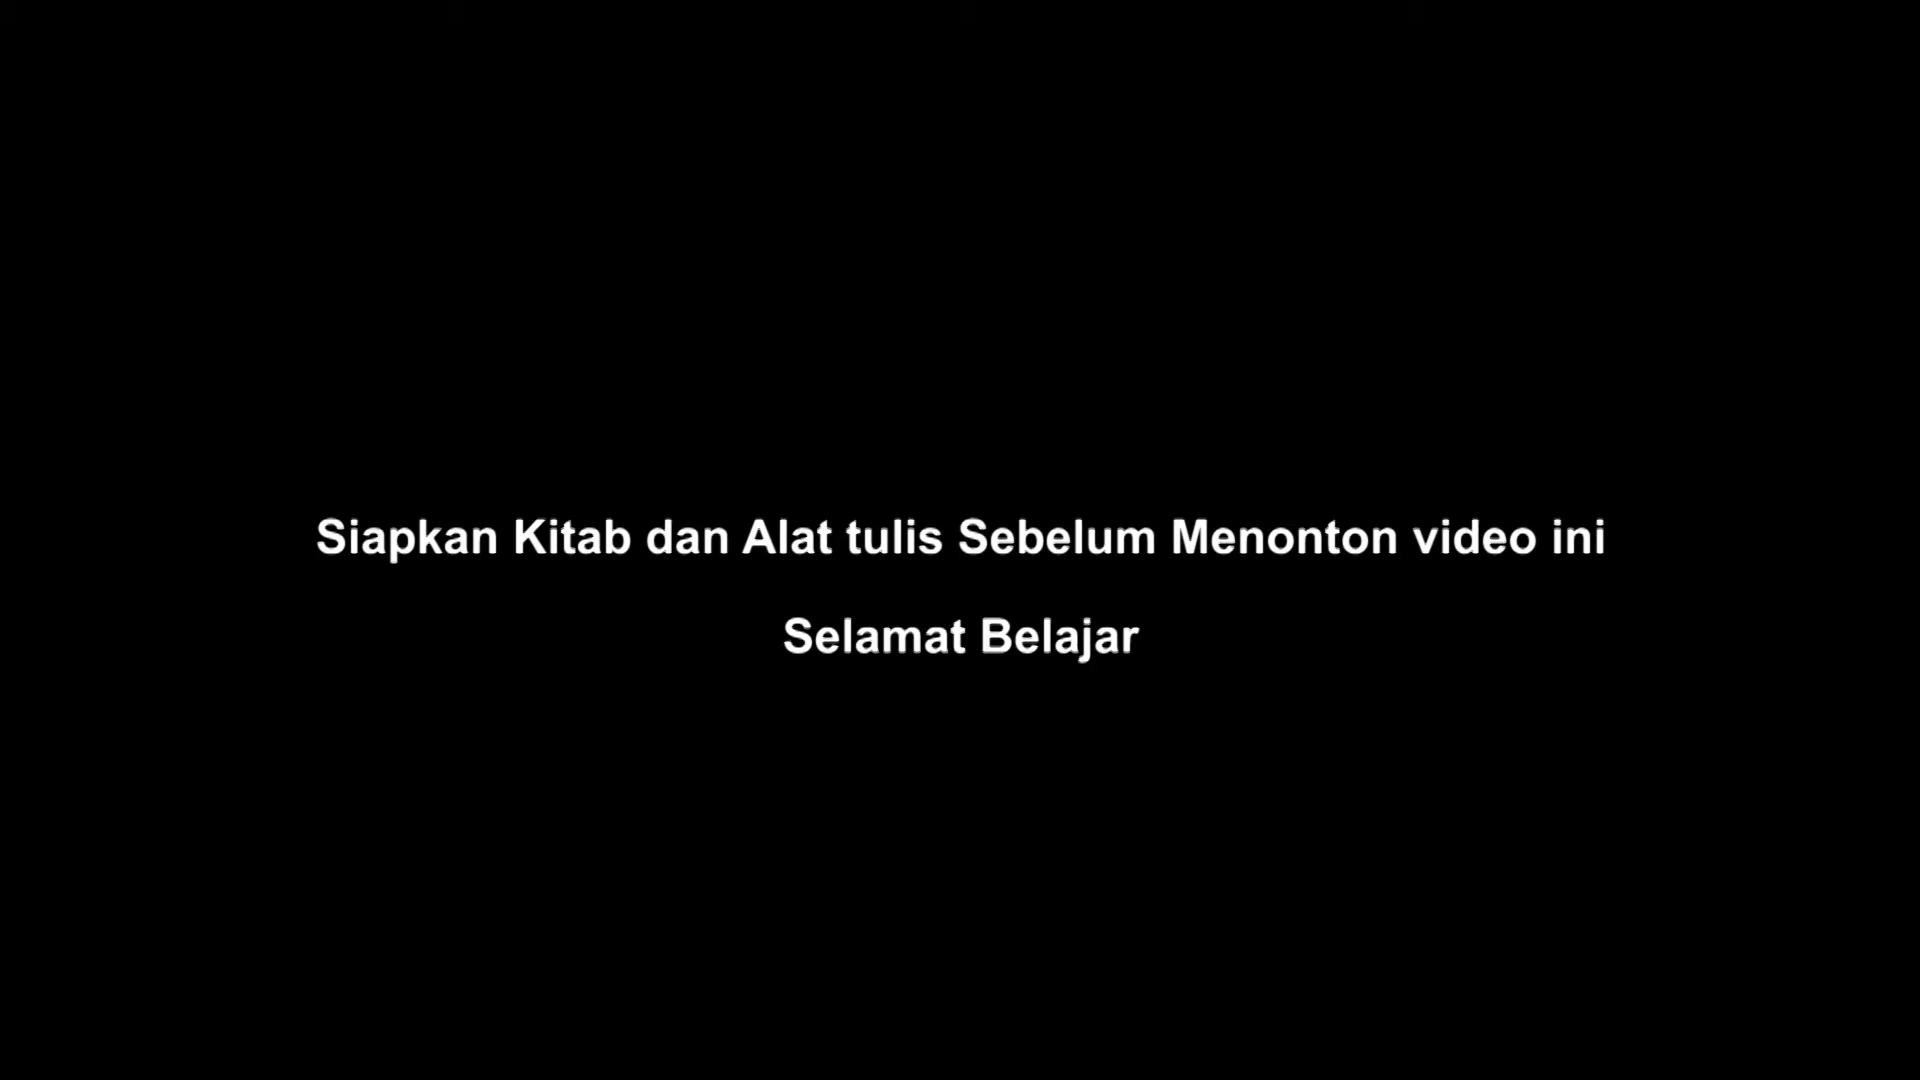 Siapkan Kitab dan Alat tulis Sebelum Menonton video ini
Selamat Belajar